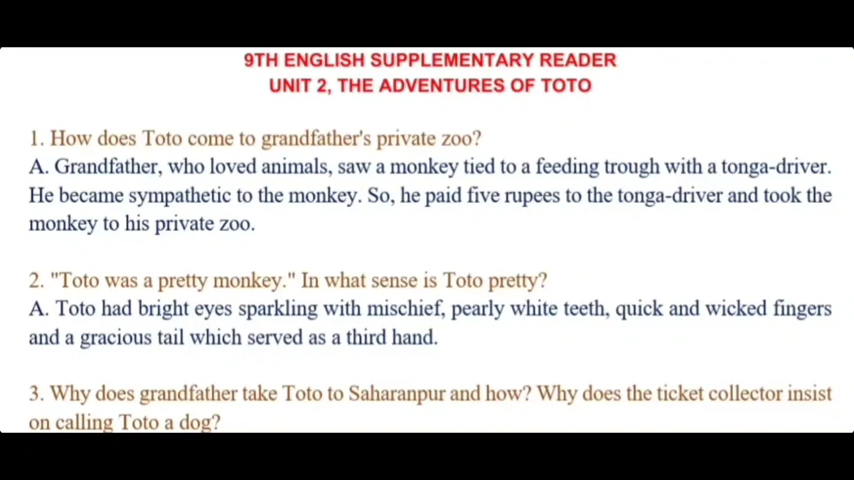 9TH ENGLISH SUPPLEMENTARY READER
UNIT 2, THE ADVENTURES OF TOTO
1. How does Toto come to grandfather's private zoo?
A. Grandfather, who loved animals, saw a monkey tied to a feeding trough with a tonga-driver.
He became sympathetic to the monkey. So, he paid five rupees to the tonga-driver and took the
monkey to his private zoo.
2. "Toto was a pretty monkey." In what sense is Toto pretty?
A. Toto had bright eyes sparkling with mischief, pearly white teeth, quick and wicked fingers
and a gracious tail which served as a third hand.
3. Why does grandfather take Toto to Saharanpur and how? Why does the ticket collector insist
on calling Toto a dog?